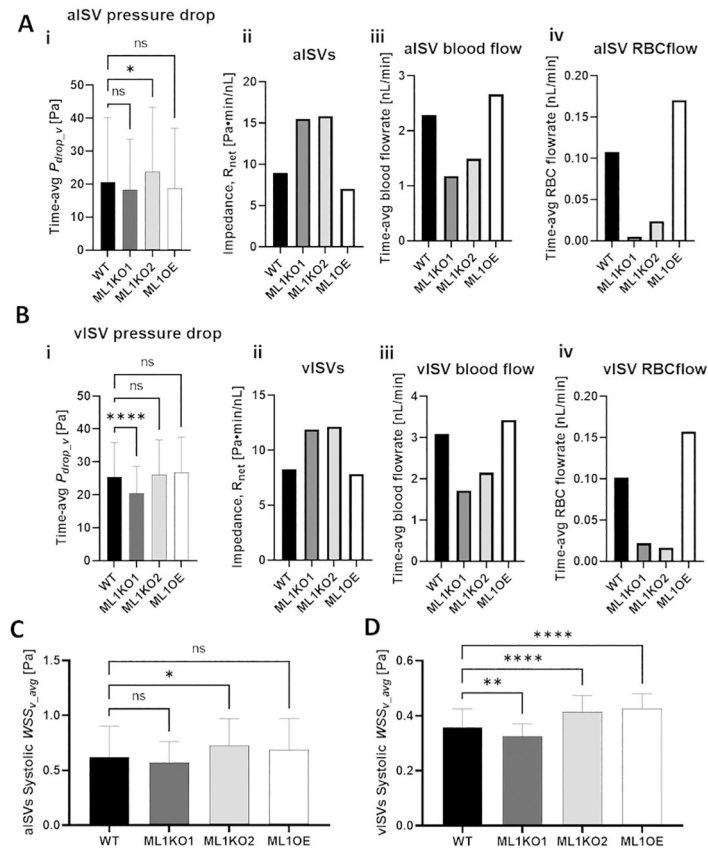 A
aISV pressure drop
i
ns
*
ns
Time-avg Pdrop_v [Pa]
60
50
40
30
20
10
0
WT
ML1KO1
ML1KO2
ML1OE
ii
aISVs
Impedance, Rnet [Pa•min/nL]
20
15
10
5
0
WT
ML1KO1
ML1KO2
ML1OE
iii
aISV blood flow
Time-avg blood flowrate [nL/min]
3
2
1
0
WT
ML1KO1
ML1KO2
ML1OE
iv
aISV RBCflow
Time-avg RBC flowrate [nL/min]
0.20
0.15
0.10
0.05
0.00
WT
ML1KO1
ML1KO2
ML1OE
B
vISV pressure drop
i
ns
ns
****
Time-avg Pdrop_v [Pa]
50
40
30
20
10
0
WT
ML1KO1
ML1KO2
ML1OE
ii
vISVs
Impedance, Rnet [Pa•min/nL]
15
10
5
0
WT
ML1KO1
ML1KO2
ML1OE
iii
vISV blood flow
Time-avg blood flowrate [nL/min]
4
3
2
1
0
WT
ML1KO1
ML1KO2
ML1OE
iv
vISV RBCflow
Time-avg RBC flowrate [nL/min]
0.20
0.15
0.10
0.05
0.00
WT
ML1KO1
ML1KO2
ML1OE
C
ns
*
ns
aISVs Systolic WSSv_avg [Pa]
1.5
1.0
0.5
0.0
WT
ML1KO1
ML1KO2
ML1OE
D
****
****
**
vISVs Systolic WSSv_avg [Pa]
0.6
0.4
0.2
0.0
WT
ML1KO1
ML1KO2
ML1OE